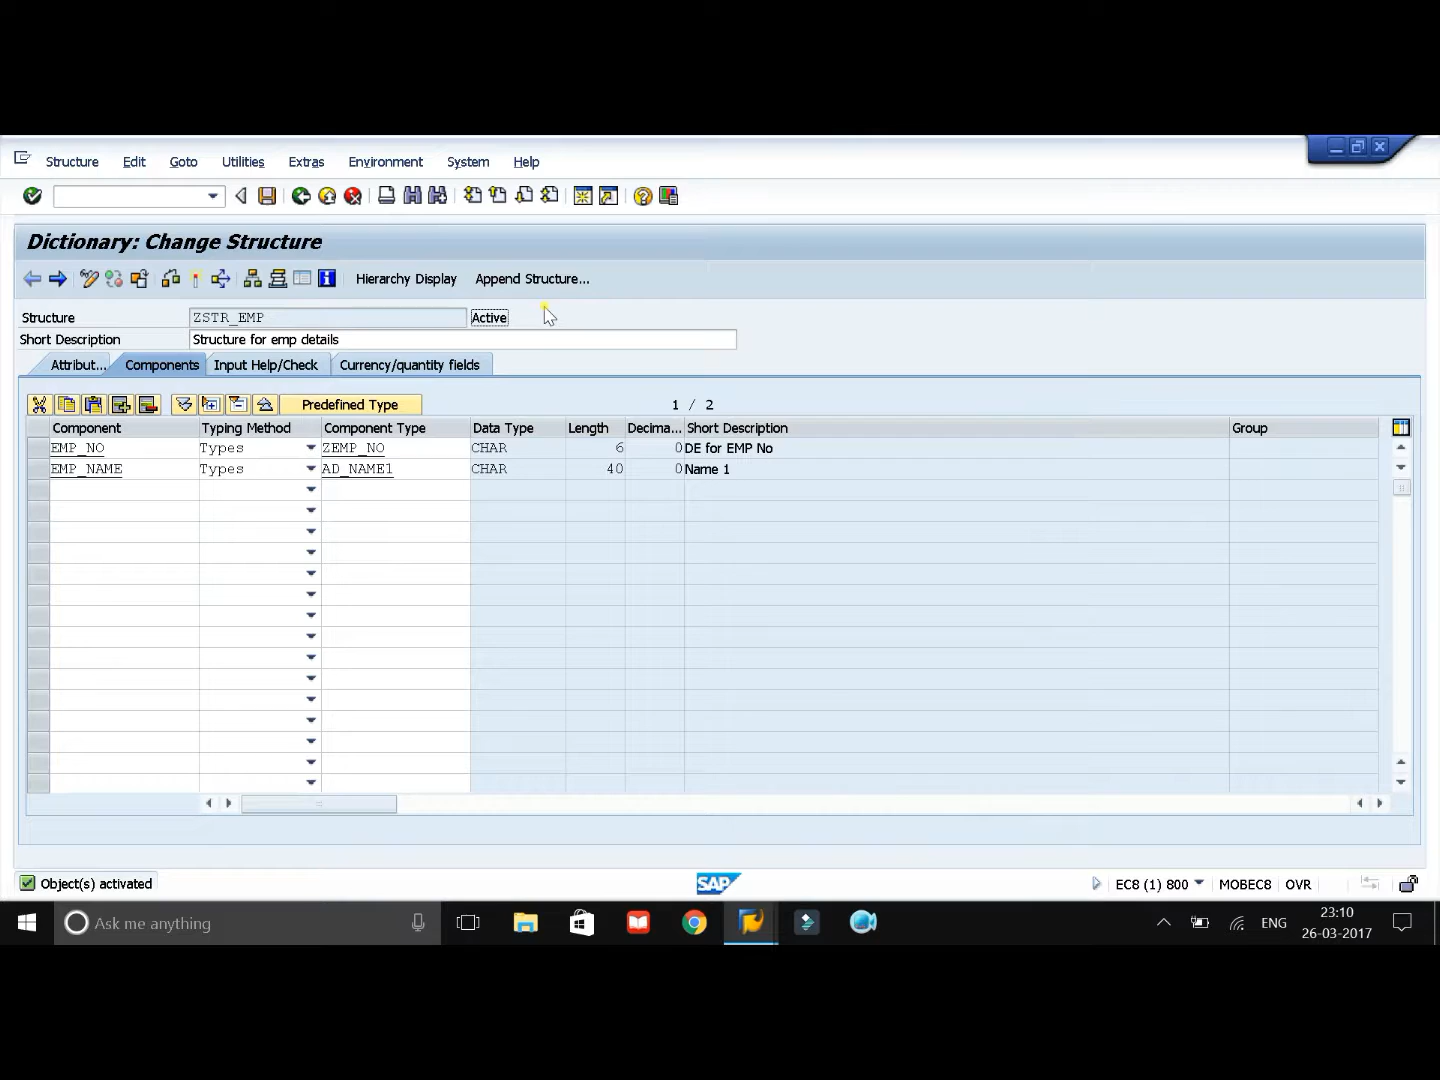 Structure Edit Goto Utilities Extras Environment System Help
Dictionary: Change Structure
Hierarchy Display Append Structure...
Structure ZSTR_EMP Active
Short Description Structure for emp details
Attribut... Components Input Help/Check Currency/quantity fields
Predefined Type 1 / 2
Component Typing Method Component Type Data Type Length Decima... Short Description Group
EMP_NO Types ZEMP_NO CHAR 6 0 DE for EMP No
EMP_NAME Types AD_NAME1 CHAR 40 0 Name 1
Object(s) activated SAP EC8 (1) 800 MOBEC8 OVR
Ask me anything ENG 23:10
26-03-2017